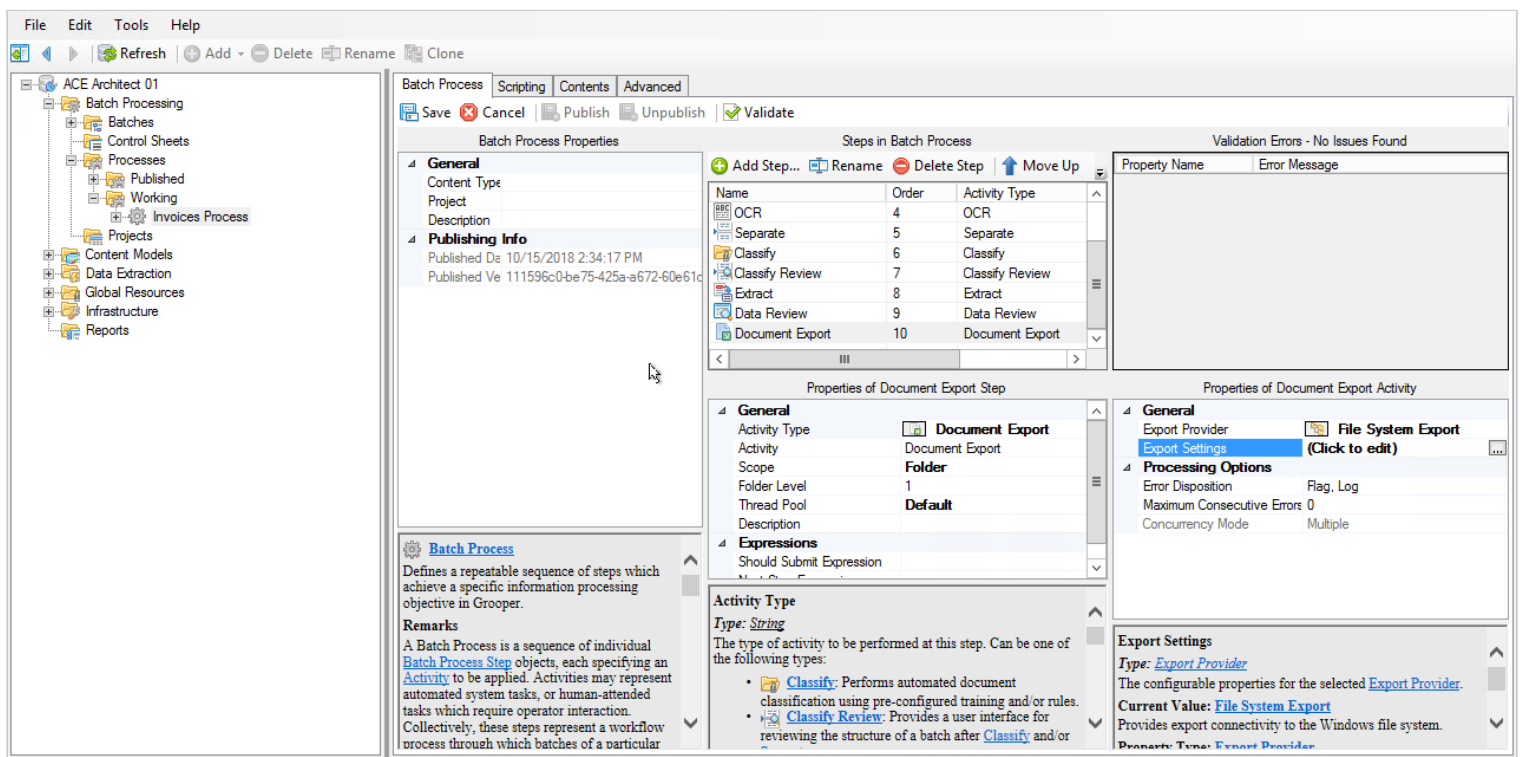 File Edit Tools Help
Refresh Add Delete Rename Clone
ACE Architect 01
Batch Processing
Batches
Control Sheets
Processes
Published
Working
Invoices Process
Projects
Content Models
Data Extraction
Global Resources
Infrastructure
Reports
Batch Process Scripting Contents Advanced
Save Cancel Publish Unpublish Validate
Batch Process Properties
General
Content Type
Project
Description
Publishing Info
Published Da 10/15/2018 2:34:17 PM
Published Ve 111596c0-be75-425a-a672-60e61c
Batch Process
Defines a repeatable sequence of steps which
achieve a specific information processing
objective in Grooper.
Remarks
A Batch Process is a sequence of individual
Batch Process Step objects, each specifying an
Activity to be applied. Activities may represent
automated system tasks, or human-attended
tasks which require operator interaction.
Collectively, these steps represent a workflow
process through which batches of a particular
Steps in Batch Process
Add Step... Rename Delete Step Move Up
Name Order Activity Type
OCR 4 OCR
Separate 5 Separate
Classify 6 Classify
Classify Review 7 Classify Review
Extract 8 Extract
Data Review 9 Data Review
Document Export 10 Document Export
Properties of Document Export Step
General
Activity Type Document Export
Activity Document Export
Scope Folder
Folder Level 1
Thread Pool Default
Description
Expressions
Should Submit Expression
Activity Type
Type: String
The type of activity to be performed at this step. Can be one of
the following types:
• Classify: Performs automated document
classification using pre-configured training and/or rules.
• Classify Review: Provides a user interface for
reviewing the structure of a batch after Classify and/or
Validation Errors - No Issues Found
Property Name Error Message
Properties of Document Export Activity
General
Export Provider File System Export
Export Settings (Click to edit) ...
Processing Options
Error Disposition Flag, Log
Maximum Consecutive Errors 0
Concurrency Mode Multiple
Export Settings
Type: Export Provider
The configurable properties for the selected Export Provider.
Current Value: File System Export
Provides export connectivity to the Windows file system.
Property Type: Export Provider